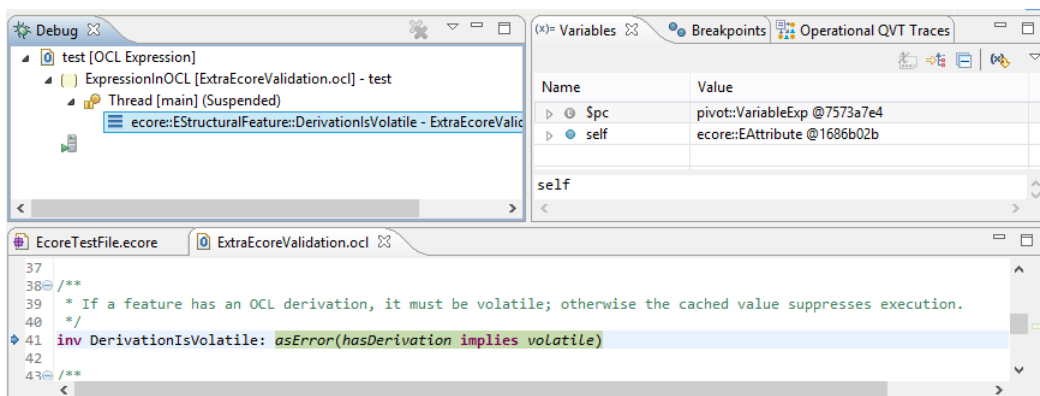 Debug
test [OCL Expression]
ExpressionInOCL [ExtraEcoreValidation.ocl] - test
Thread [main] (Suspended)
ecore::EStructuralFeature::DerivationIsVolatile - ExtraEcoreValid
(x)= Variables
Breakpoints
Operational QVT Traces
Name Value
$pc pivot::VariableExp @7573a7e4
self ecore::EAttribute @1686b02b
self
EcoreTestFile.ecore
ExtraEcoreValidation.ocl
37
38 /**
39 * If a feature has an OCL derivation, it must be volatile; otherwise the cached value suppresses execution.
40 */
41 inv DerivationIsVolatile: asError(hasDerivation implies volatile)
42
43 /**